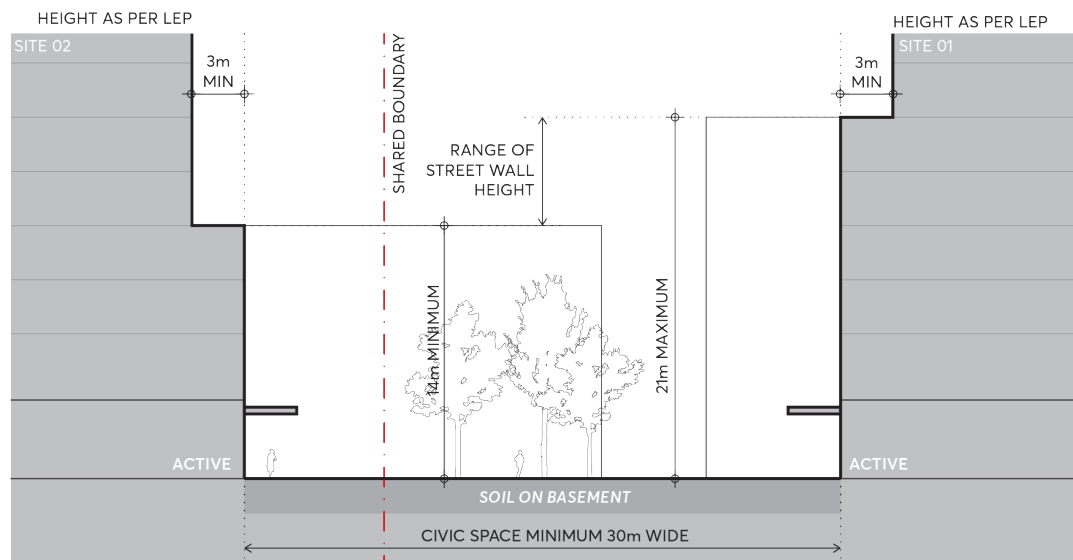 HEIGHT AS PER LEP
HEIGHT AS PER LEP
SITE 02
SITE 01
3m
MIN
3m
MIN
SHARED BOUNDARY
RANGE OF
STREET WALL
HEIGHT
14m MINIMUM
21m MAXIMUM
ACTIVE
ACTIVE
SOIL ON BASEMENT
CIVIC SPACE MINIMUM 30m WIDE